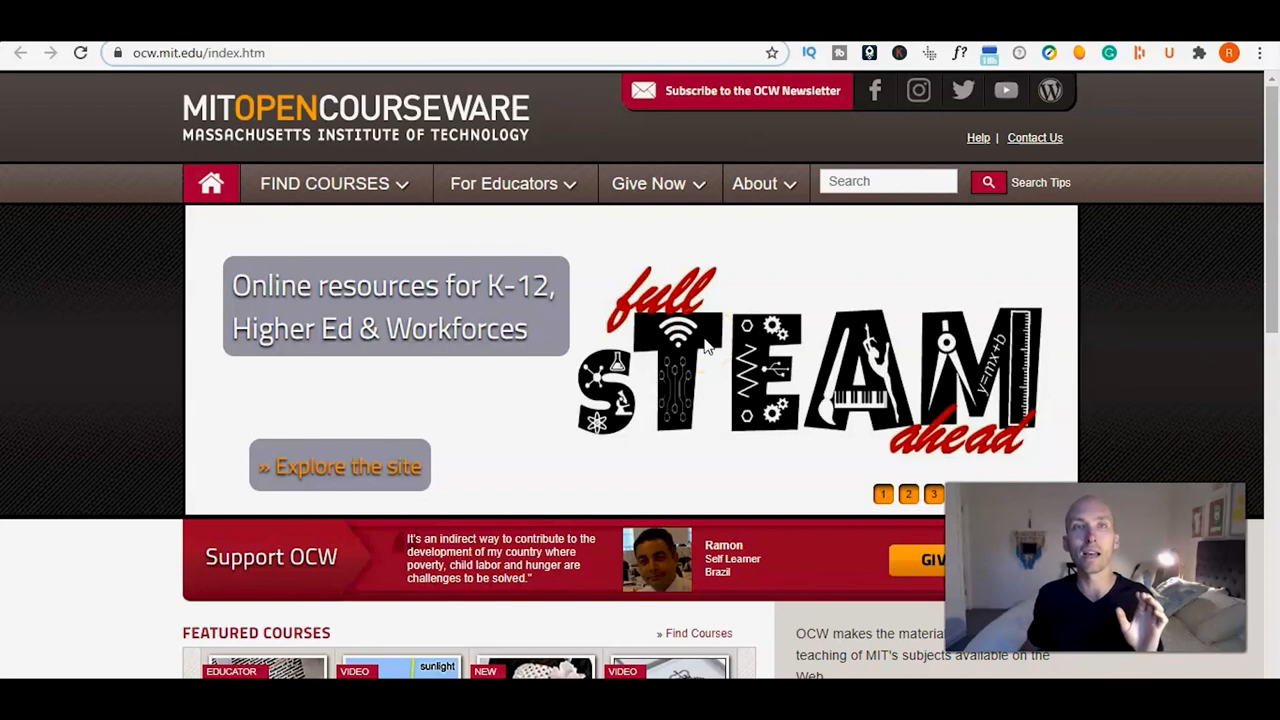 ocw.mit.edu/index.htm
MITOPENCOURSEWARE
MASSACHUSETTS INSTITUTE OF TECHNOLOGY
Subscribe to the OCW Newsletter
Help | Contact Us
FIND COURSES
For Educators
Give Now
About
Search
Search Tips
Online resources for K-12,
Higher Ed & Workforces
full
STEAM
y=mx+b
ahead
» Explore the site
1 2 3
Support OCW
It's an indirect way to contribute to the
development of my country where
poverty, child labor and hunger are
challenges to be solved."
Ramon
Self Learner
Brazil
FEATURED COURSES
» Find Courses
EDUCATOR
VIDEO
sunlight
NEW
VIDEO
OCW makes the
teaching of MIT's subjects available on the
Web